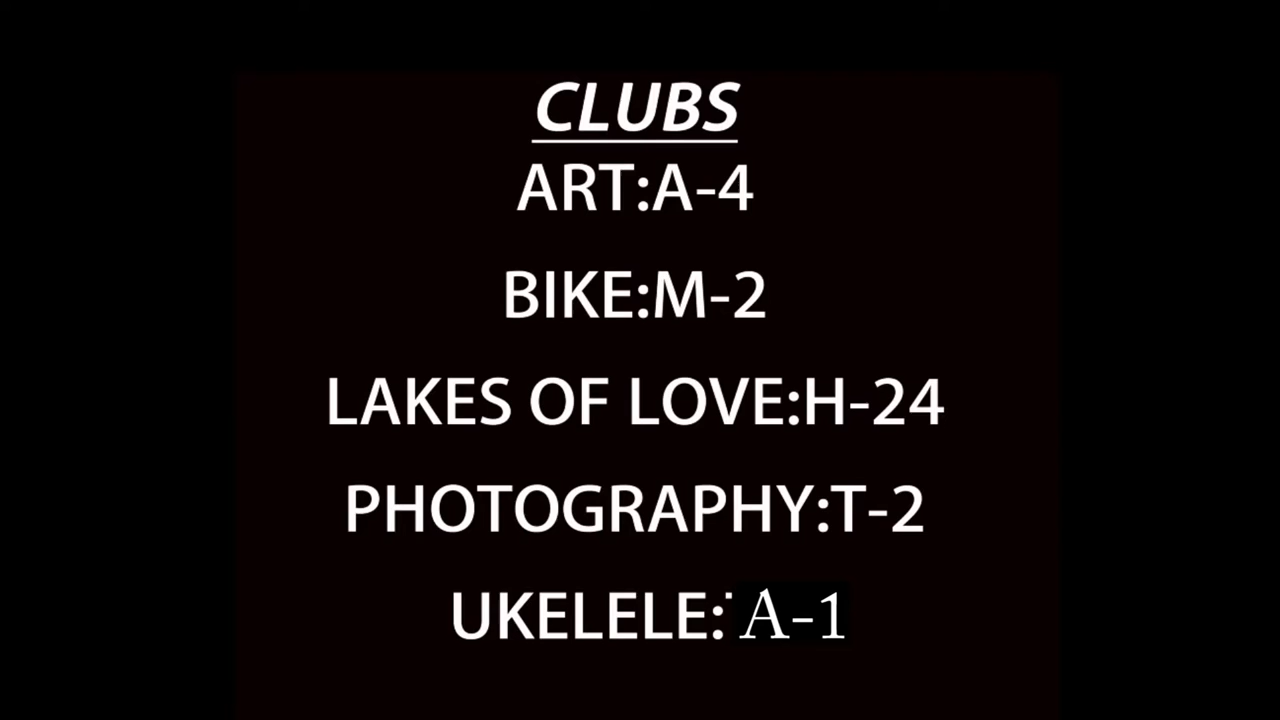 CLUBS
ART:A-4
BIKE:M-2
LAKES OF LOVE:H-24
PHOTOGRAPHY:T-2
UKELELE: A-1